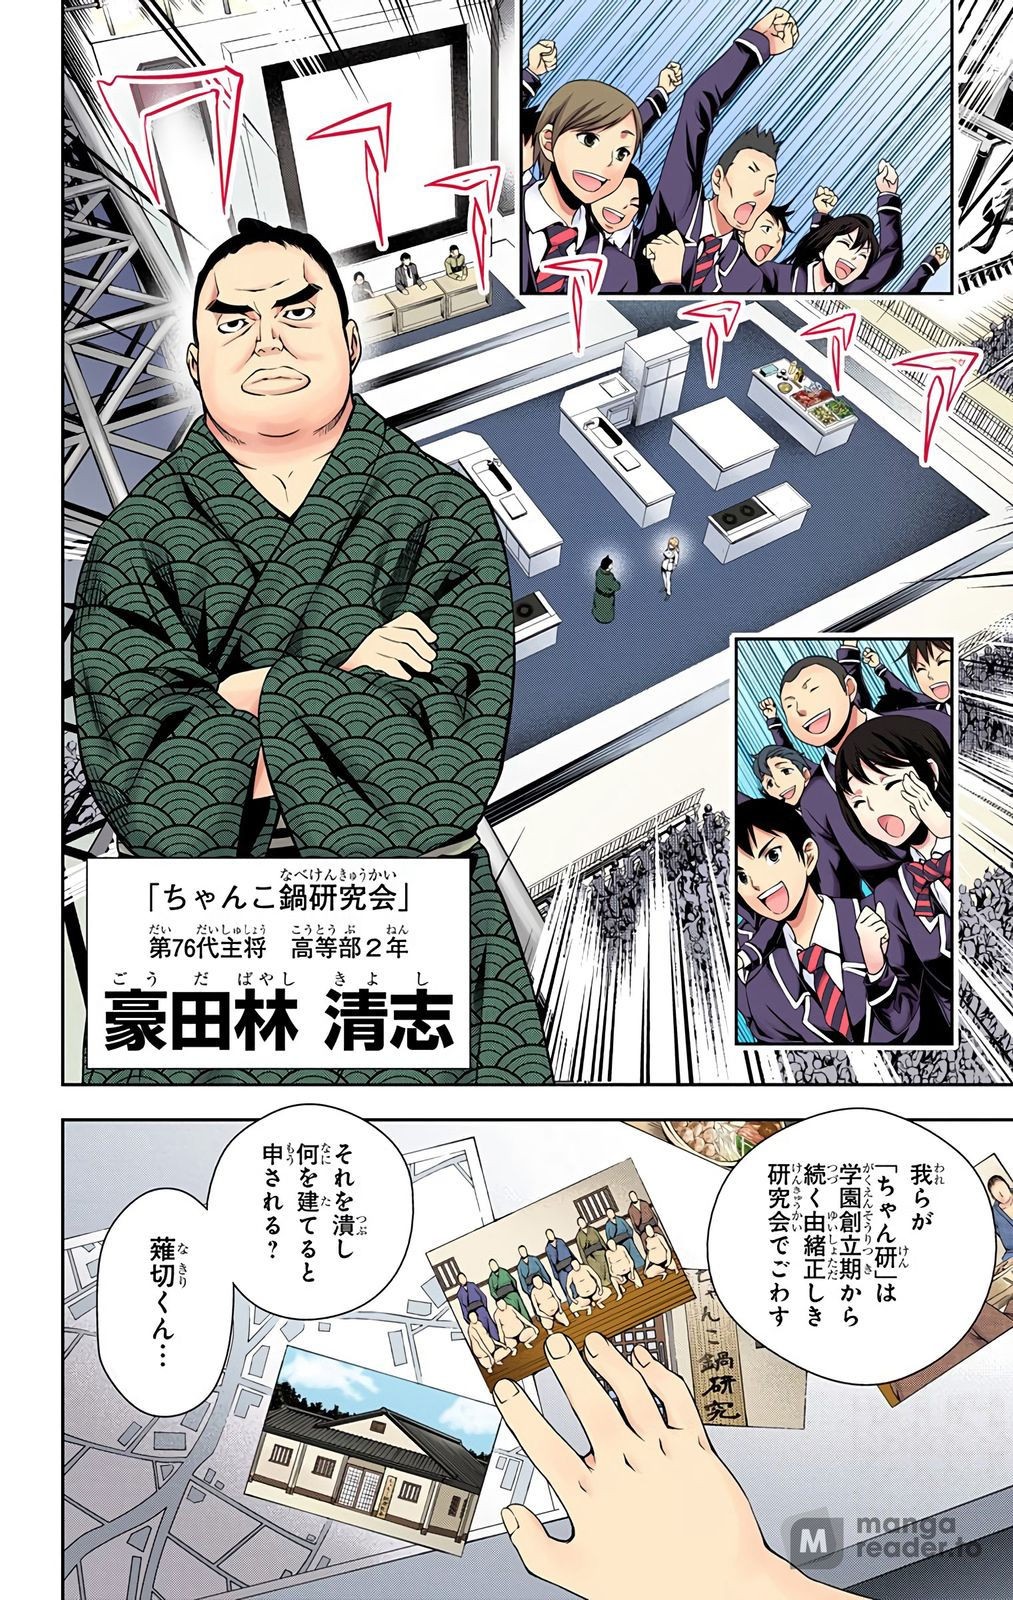 ワアアアアアアア
「ちゃんこ鍋研究会」
第76代主将 高等部2年
豪田林 清志
我らが
「ちゃん研」は
学園創立期から
続く由緒正しき
研究会でごわす
ちゃんこ鍋研究
それを潰し
何を建てると
申される?
薙切くん…
manga
reader.to